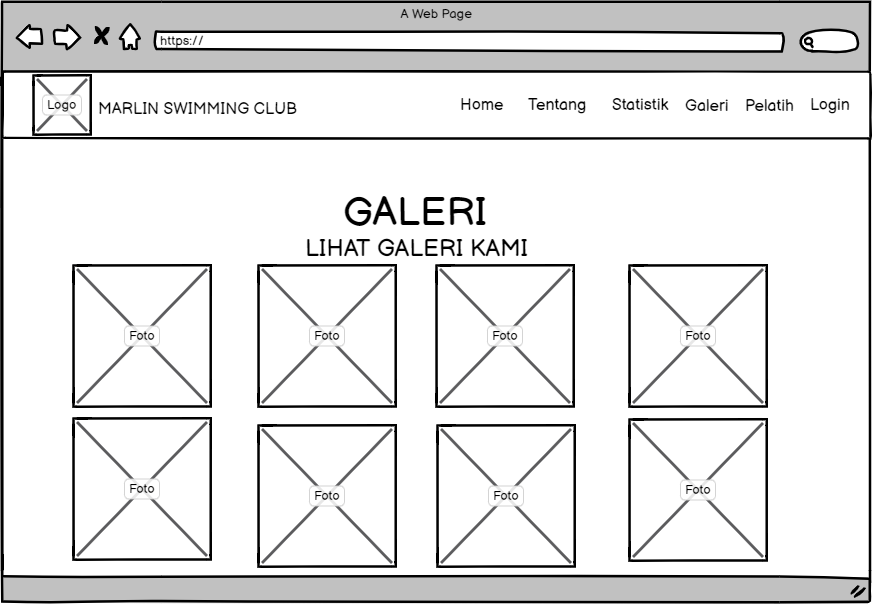 A Web Page
https://
Logo
MARLIN SWIMMING CLUB
Home Tentang Statistik Galeri Pelatih Login
GALERI
LIHAT GALERI KAMI
Foto Foto Foto Foto
Foto Foto Foto Foto